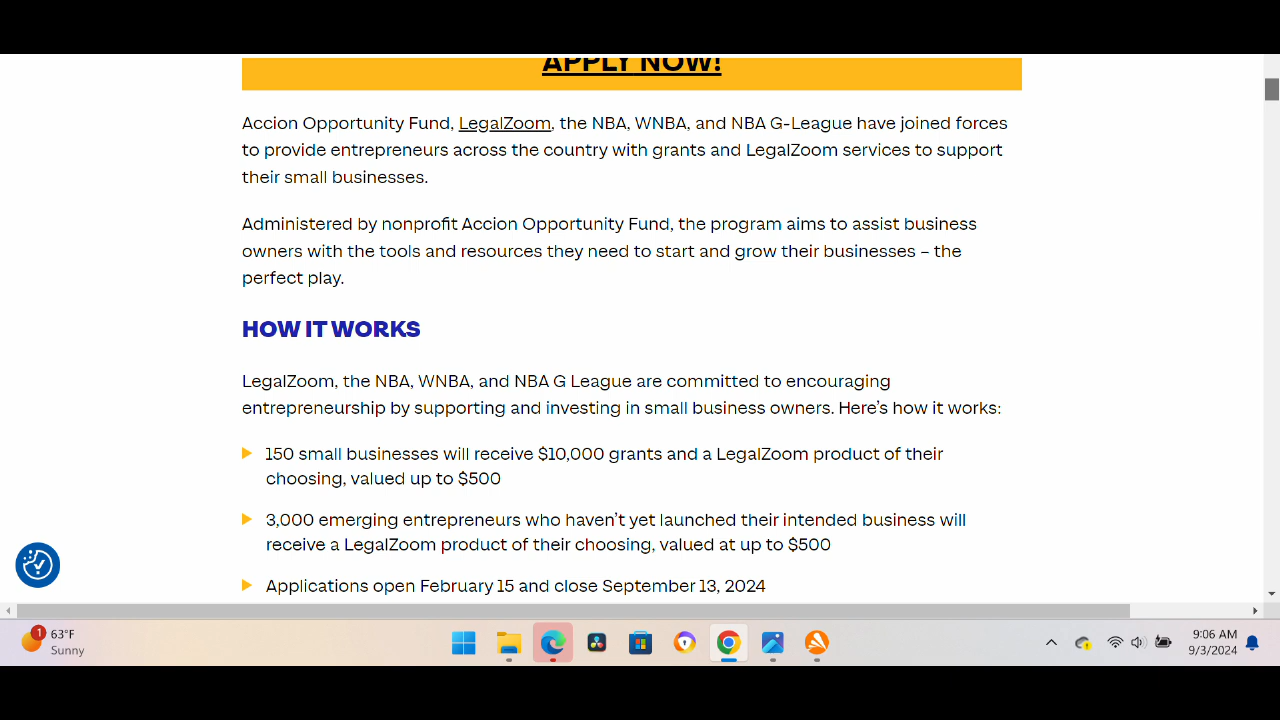 APPLY NOW!
Accion Opportunity Fund, LegalZoom, the NBA, WNBA, and NBA G-League have joined forces
to provide entrepreneurs across the country with grants and LegalZoom services to support
their small businesses.
Administered by nonprofit Accion Opportunity Fund, the program aims to assist business
owners with the tools and resources they need to start and grow their businesses – the
perfect play.
HOW IT WORKS
LegalZoom, the NBA, WNBA, and NBA G League are committed to encouraging
entrepreneurship by supporting and investing in small business owners. Here’s how it works:
150 small businesses will receive $10,000 grants and a LegalZoom product of their
choosing, valued up to $500
3,000 emerging entrepreneurs who haven’t yet launched their intended business will
receive a LegalZoom product of their choosing, valued at up to $500
Applications open February 15 and close September 13, 2024
1
63°F
Sunny
9:06 AM
9/3/2024